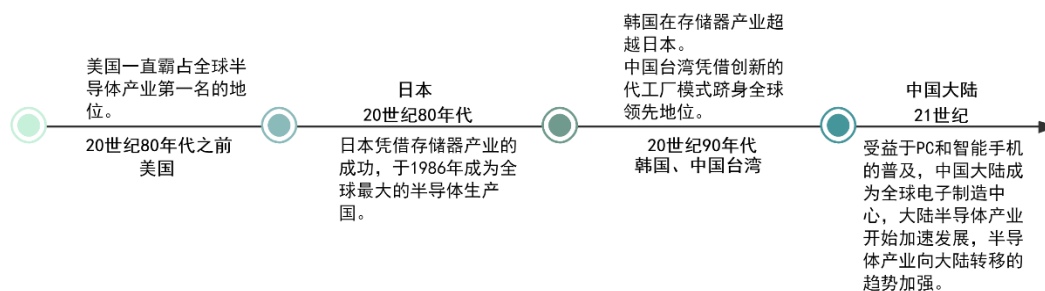 美国一直霸占全球半
导体产业第一名的地
位。
20世纪80年代之前
美国
日本
20世纪80年代
日本凭借存储器产业的
成功，于1986年成为全
球最大的半导体生产
国。
韩国在存储器产业超
越日本。
中国台湾凭借创新的
代工厂模式跻身全球
领先地位。
20世纪90年代
韩国、中国台湾
中国大陆
21世纪
受益于PC和智能手机
的普及，中国大陆成
为全球电子制造中
心，大陆半导体产业
开始加速发展，半导
体产业向大陆转移的
趋势加强。